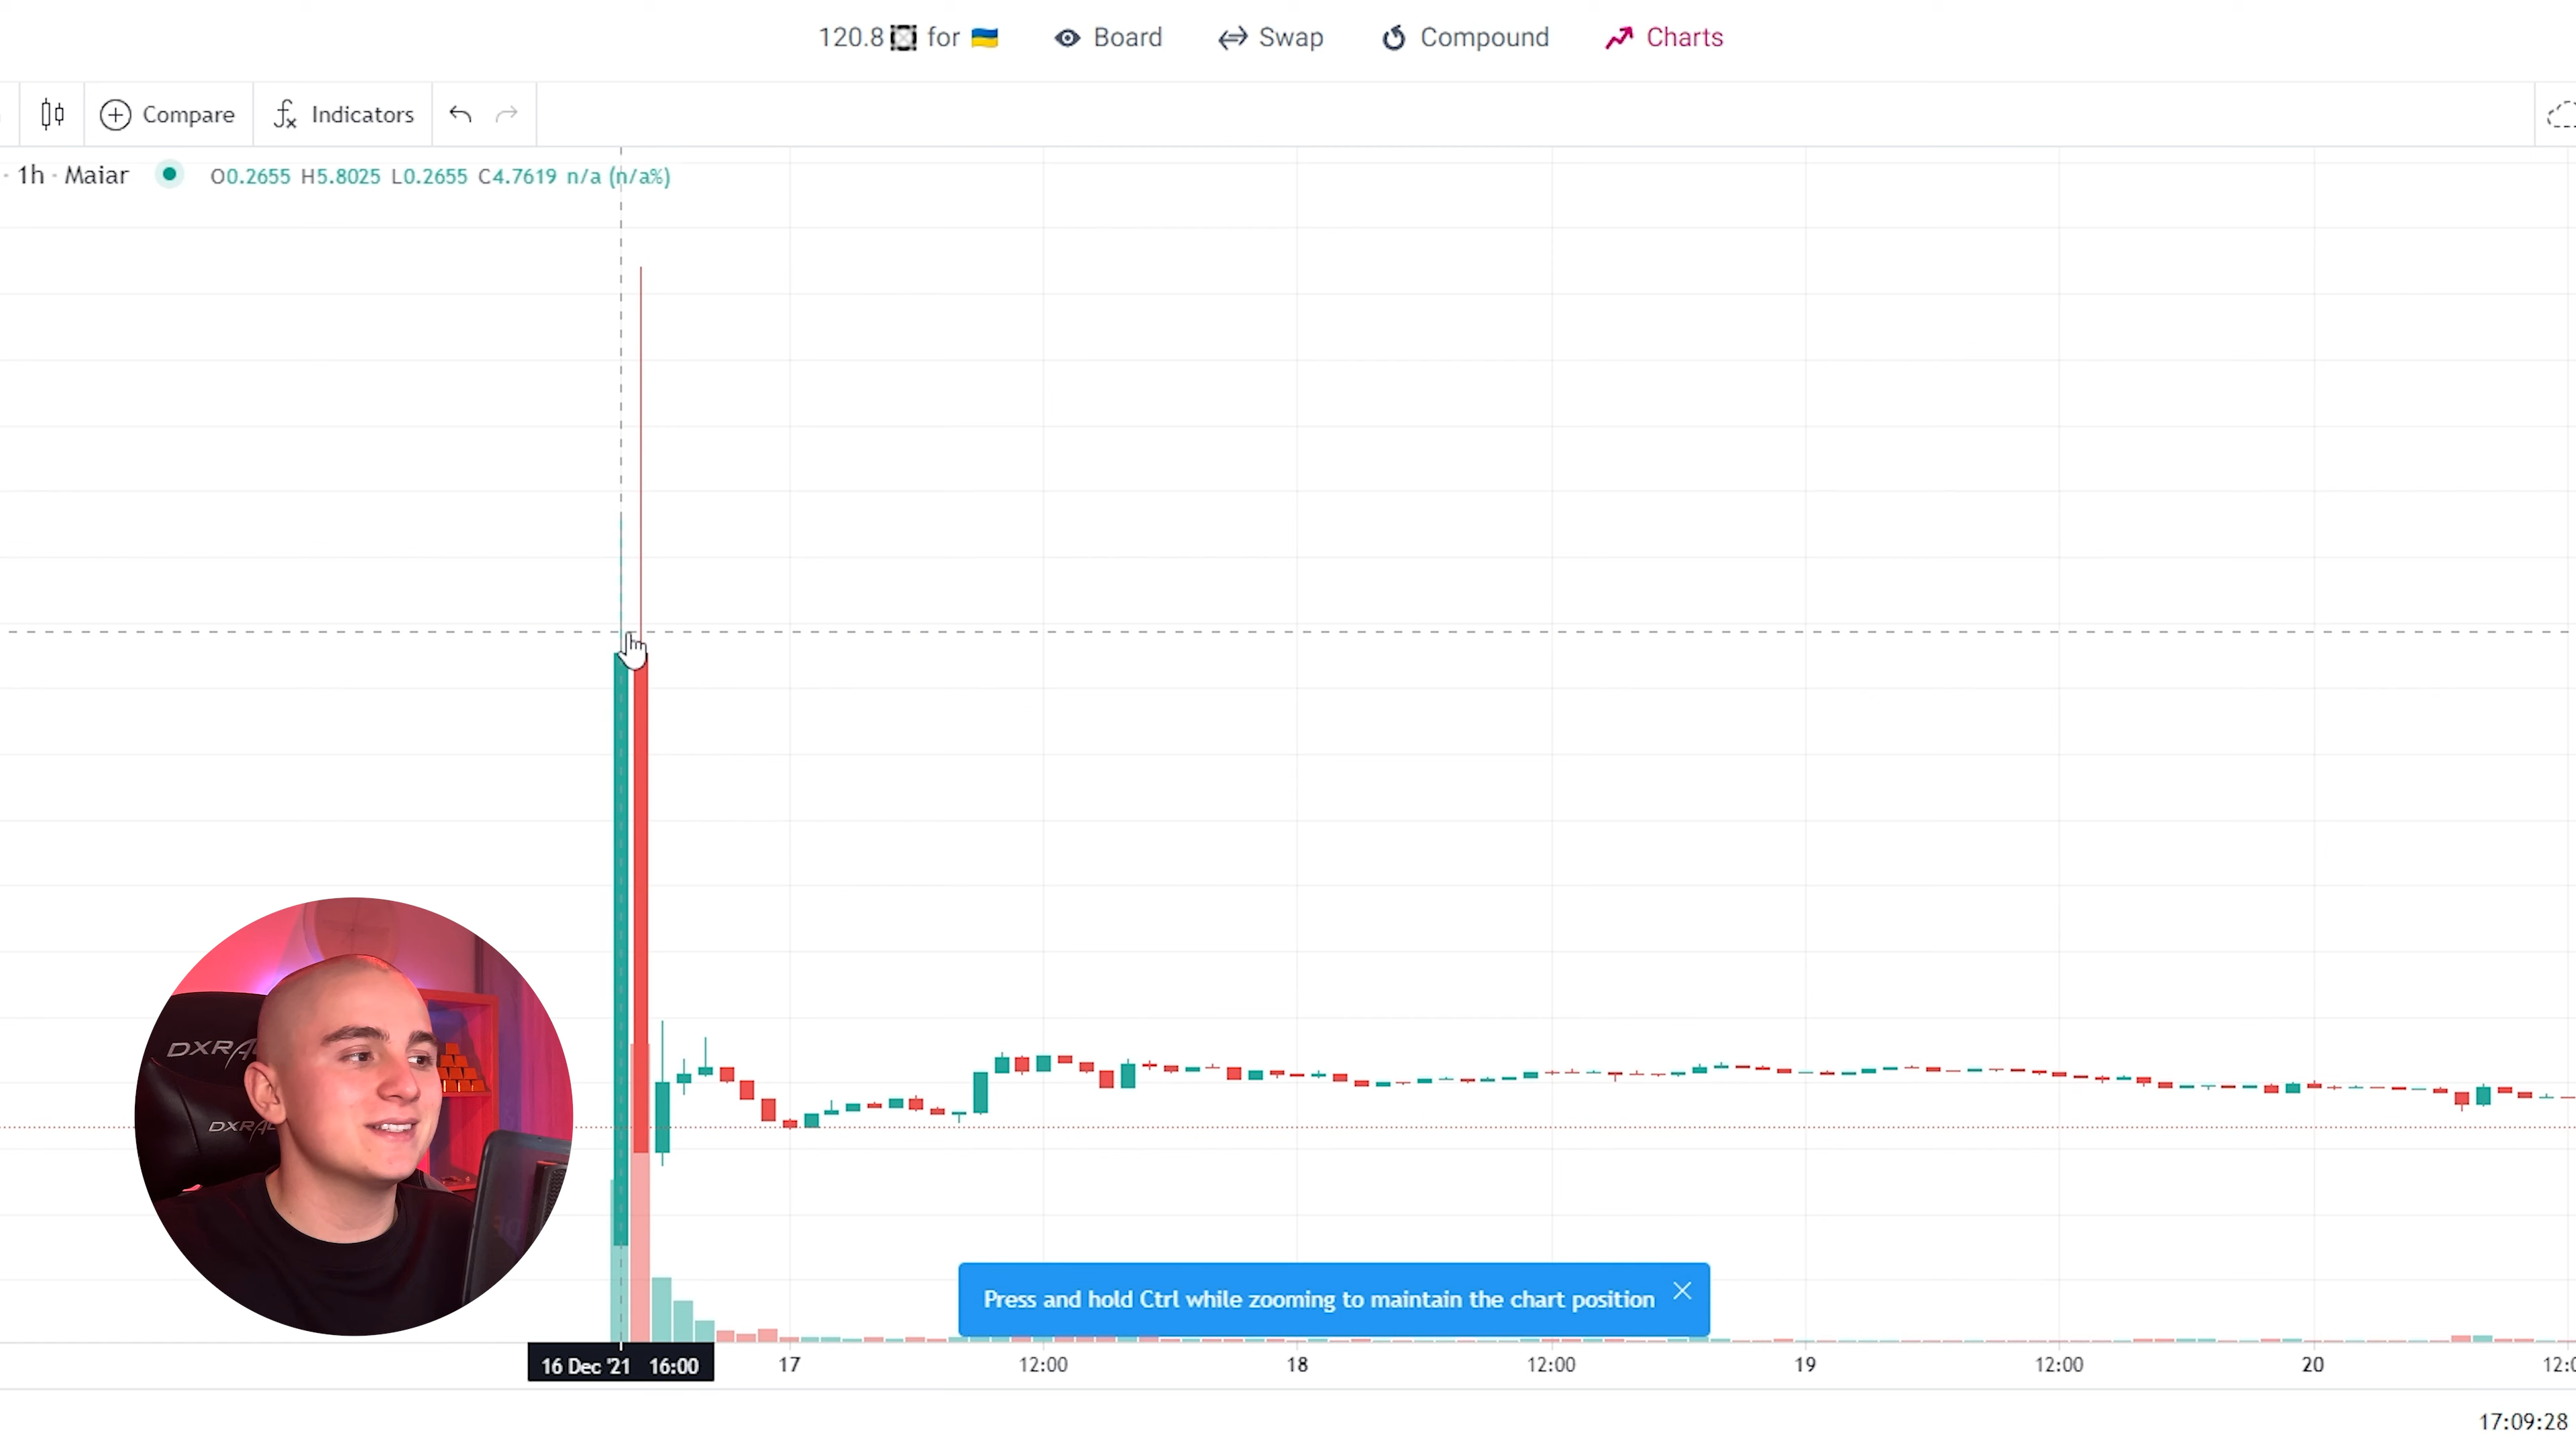 120.8 for Board Swap Compound Charts
Compare Indicators
· 1h · Maiar O0.2655 H5.8025 L0.2655 C4.7619 n/a (n/a%)
DXRA
DXRA
Press and hold Ctrl while zooming to maintain the chart position
16 Dec '21 16:00 17 12:00 18 12:00 19 12:00 20
17:09:28